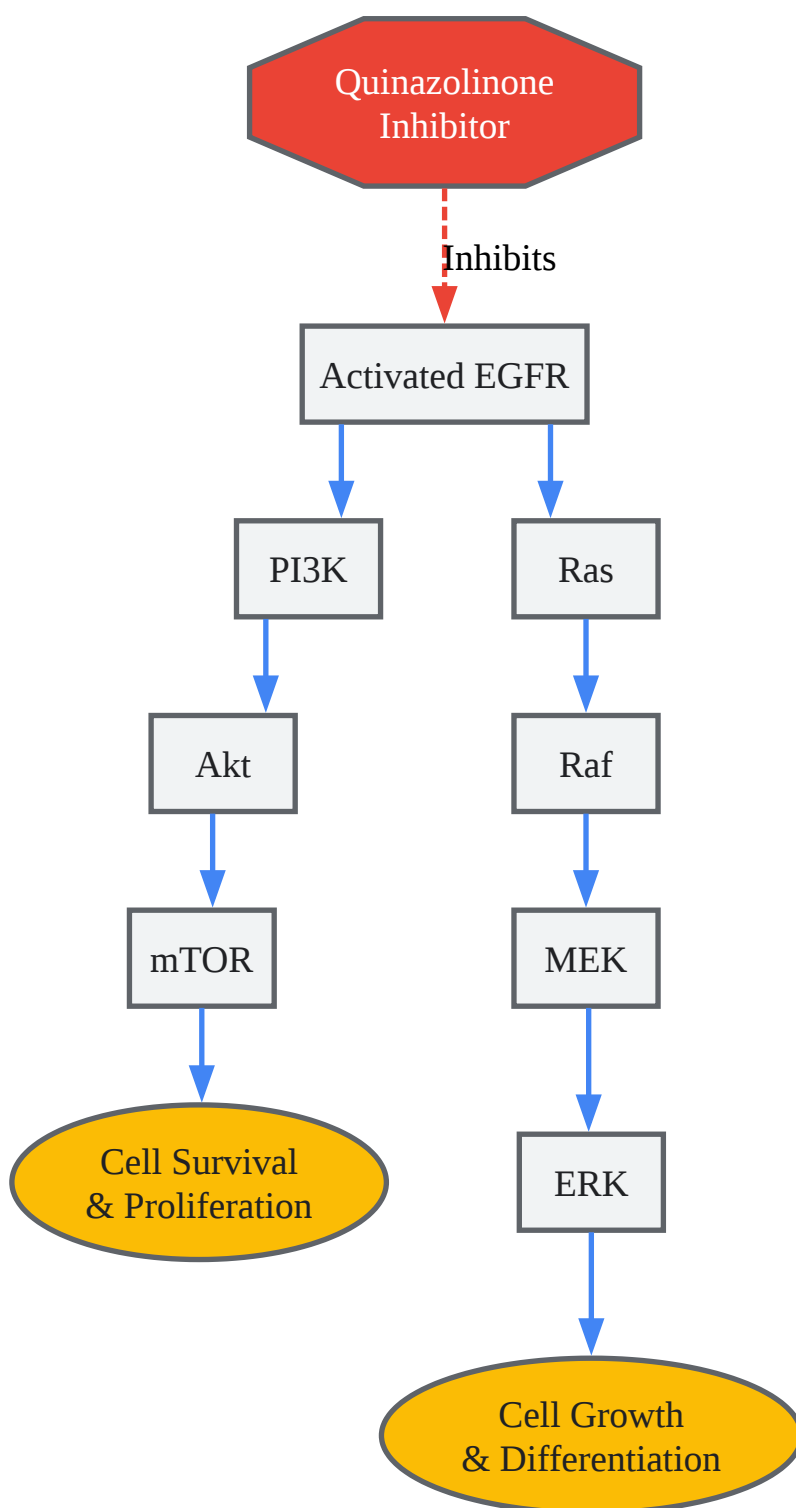 Quinazolinone
Inhibitor
Inhibits
Activated EGFR
PI3K
Ras
Akt
Raf
mTOR
MEK
Cell Survival
& Proliferation
ERK
Cell Growth
& Differentiation